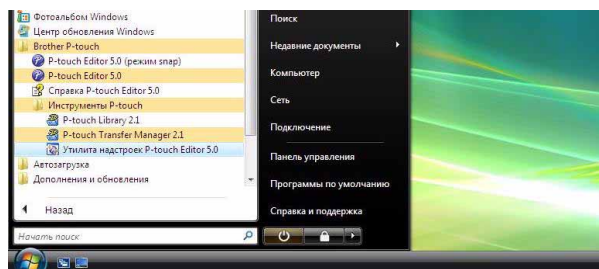 Фотоальбом Windows
Центр обновления Windows
Brother P-touch
P-touch Editor 5.0 (режим snap)
P-touch Editor 5.0
Справка P-touch Editor 5.0
Инструменты P-touch
P-touch Library 2.1
P-touch Transfer Manager 2.1
Утилита надстроек P-touch Editor 5.0
Автозагрузка
Дополнения и обновления
Назад
Начать поиск
Поиск
Недавние документы
Компьютер
Сеть
Подключение
Панель управления
Программы по умолчанию
Справка и поддержка